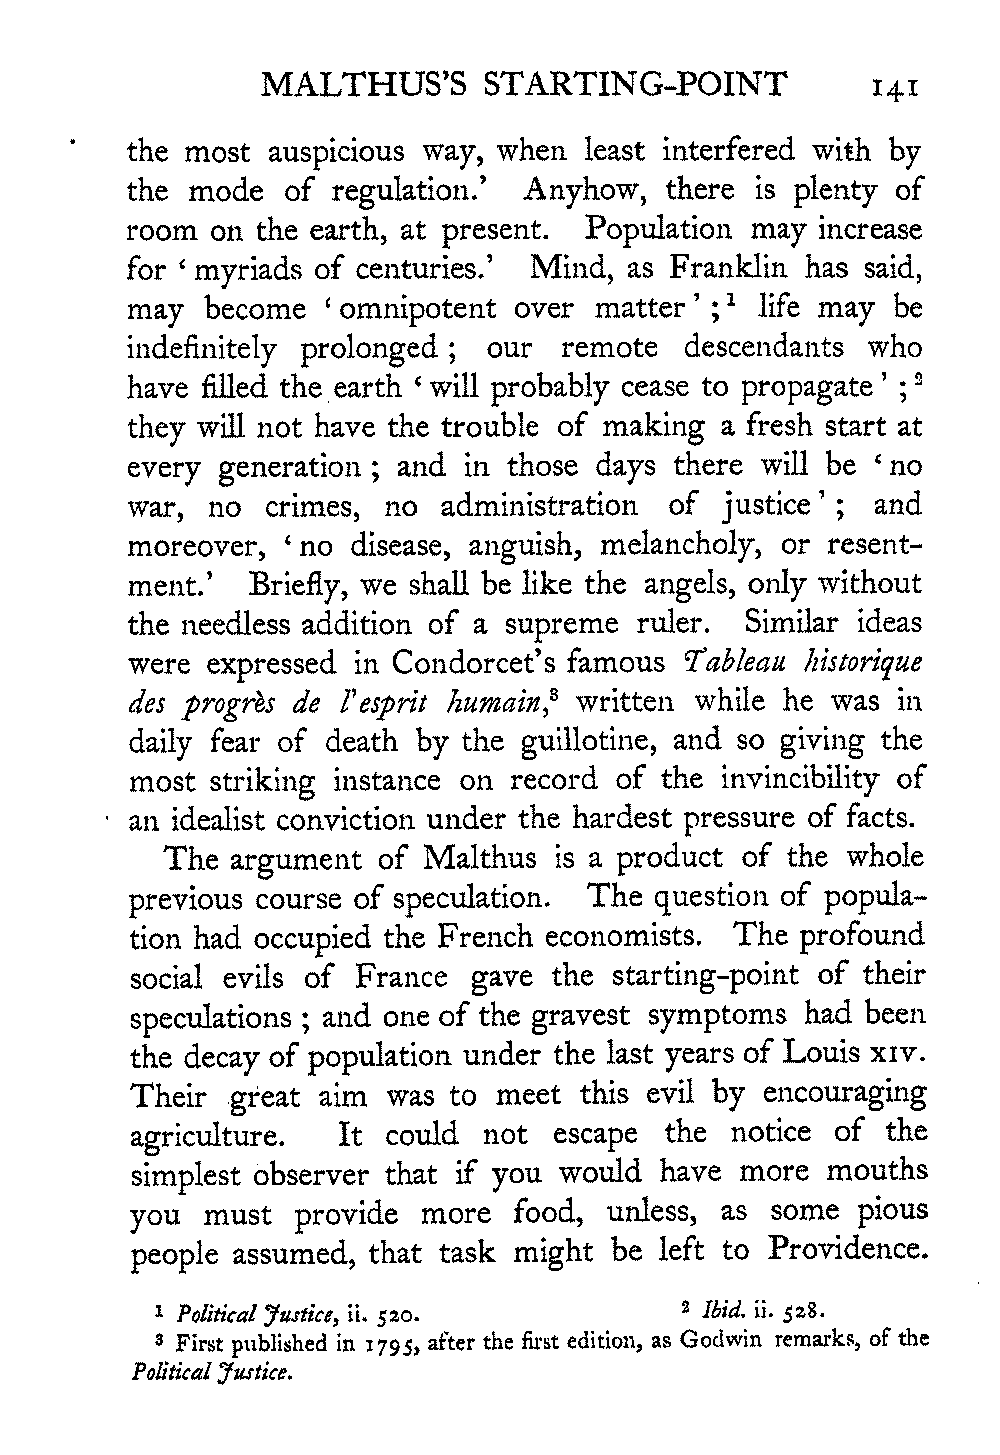 MALTHUS'S STARTING-POINT 141
the most auspicious way, when least interfered with by
the mode of regulation.' Anyhow, there is plenty of
room on the earth, at present. Population may increase
for ‘ myriads of centuries.’ Mind, as Franklin has said,
may become ‘ omnipotent over matter ’ ;¹ life may be
indefinitely prolonged ; our remote descendants who
have filled the earth ‘ will probably cease to propagate ’ ;²
they will not have the trouble of making a fresh start at
every generation ; and in those days there will be ‘ no
war, no crimes, no administration of justice ’ ; and
moreover, ‘ no disease, anguish, melancholy, or resent-
ment.’ Briefly, we shall be like the angels, only without
the needless addition of a supreme ruler. Similar ideas
were expressed in Condorcet's famous Tableau historique
des progrès de l'esprit humain,³ written while he was in
daily fear of death by the guillotine, and so giving the
most striking instance on record of the invincibility of
an idealist conviction under the hardest pressure of facts.
The argument of Malthus is a product of the whole
previous course of speculation. The question of popula-
tion had occupied the French economists. The profound
social evils of France gave the starting-point of their
speculations ; and one of the gravest symptoms had been
the decay of population under the last years of Louis XIV.
Their great aim was to meet this evil by encouraging
agriculture. It could not escape the notice of the
simplest observer that if you would have more mouths
you must provide more food, unless, as some pious
people assumed, that task might be left to Providence.
¹ Political Justice, ii. 520. ² Ibid. ii. 528.
³ First published in 1795, after the first edition, as Godwin remarks, of the
Political Justice.